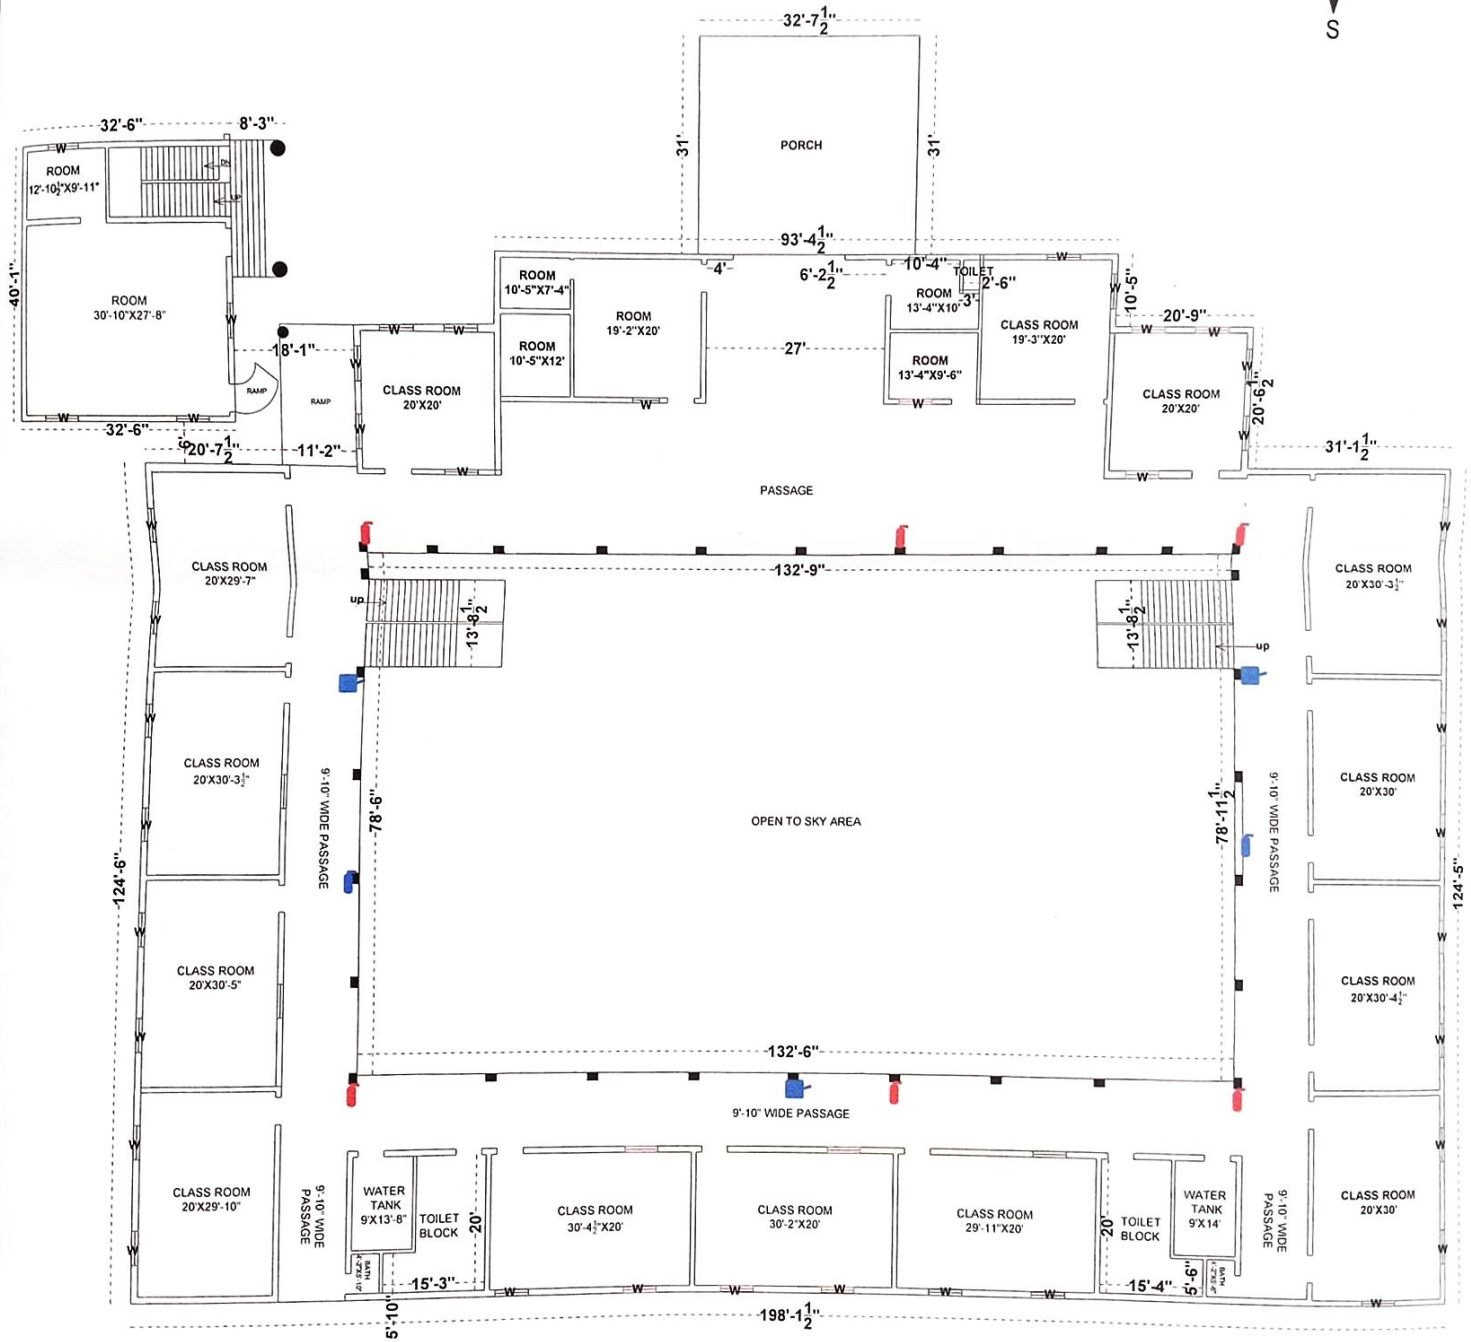 32'-7½"
S
31'
PORCH
31'
32'-6"
8'-3"
W
ROOM
12'-10½"X9'-11"
DN
UP
40'-1"
ROOM
30'-10"X27'-8"
W
W
W
32'-6"
6'
18'-1"
RAMP
RAMP
20'-7½"
11'-2"
93'-4½"
4'
6'-2½"
10'-4"
TOILET
2'-6"
3'
W
W
10'-5"
ROOM
10'-5"X7'-4"
ROOM
10'-5"X12'
ROOM
19'-2"X20'
W
27'
ROOM
13'-4"X10'
ROOM
13'-4"X9'-6"
W
CLASS ROOM
19'-3"X20'
W
W
W
W
CLASS ROOM
20'X20'
W
20'-9"
W
W
CLASS ROOM
20'X20'
W
W
W
20'-6½"
31'-1½"
PASSAGE
132'-9"
up
13'-8½"
13'-8½"
up
CLASS ROOM
20'X29'-7"
W
W
CLASS ROOM
20'X30'-3½"
W
W
CLASS ROOM
20'X30'-3½"
W
W
CLASS ROOM
20'X30'
W
W
9'-10" WIDE PASSAGE
78'-6"
OPEN TO SKY AREA
78'-11½"
9'-10" WIDE PASSAGE
124'-6"
124'-5"
CLASS ROOM
20'X30'-5"
W
W
CLASS ROOM
20'X30'-4½"
W
W
132'-6"
9'-10" WIDE PASSAGE
CLASS ROOM
20'X29'-10"
W
W
9'-10" WIDE
PASSAGE
WATER
TANK
9'X13'-8"
BATH
TOILET
BLOCK
20'
15'-3"
5'-10"
CLASS ROOM
30'-4½"X20'
W
W
CLASS ROOM
30'-2"X20'
W
W
CLASS ROOM
29'-11"X20'
W
W
20'
TOILET
BLOCK
15'-4"
WATER
TANK
9'X14'
5'-6"
BATH
9'-10" WIDE
PASSAGE
CLASS ROOM
20'X30'
W
W
W
198'-1½"